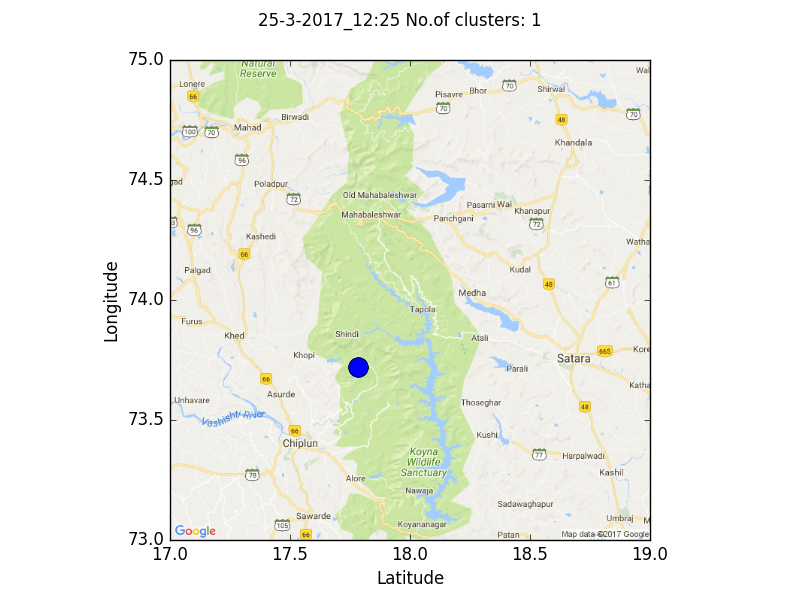 25-3-2017_12:25 No.of clusters: 1
75.0
74.5
74.0
73.5
73.0
Longitude
17.0
17.5
18.0
18.5
19.0
Latitude
Natural
Reserve
Lonere
66
Pisavre
Bhor
70
Shirwal
Wai
70
Birwadi
70
48
100
70
Mahad
Khandala
96
Poladpur
72
Old Mahabaleshwar
Mahabaleshwar
Pasarni Wai
Khanapur
Panchgani
72
96
Kashedi
66
Watha
Palgad
Kudal
48
61
Medha
Tapola
Furus
Khed
Shindi
Atali
Khopi
Satara
665
Kore
Parali
66
Asurde
Katha
Unhavare
Thoseghar
48
Vashishti River
66
Chiplun
Kushi
77
Harpalwadi
Koyna
Wildlife
Sanctuary
78
Alore
Kashil
Nawaja
Sadawaghapur
Sawarde
105
Koyananagar
Umbraj
M
66
Patan
Google
Map data ©2017 Google